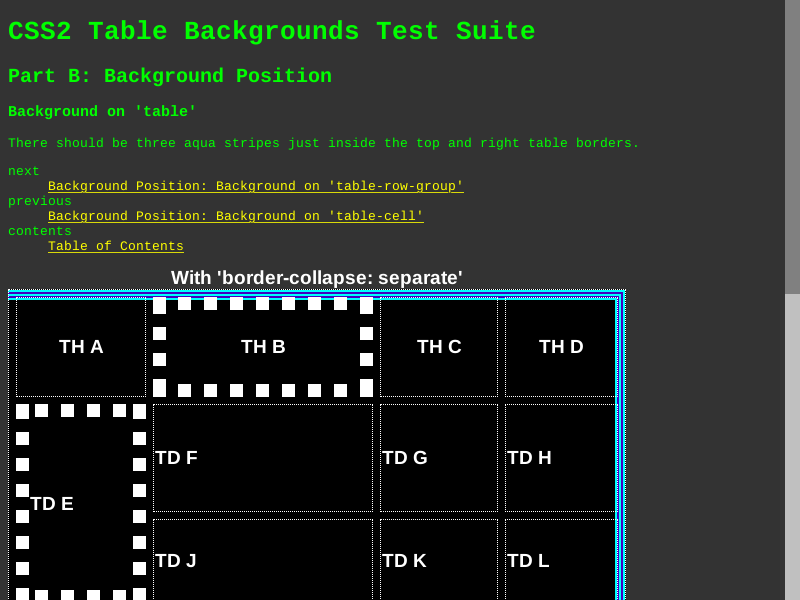 CSS2 Table Backgrounds Test Suite
Part B: Background Position
Background on 'table'
There should be three aqua stripes just inside the top and right table borders.
next
Background Position: Background on 'table-row-group'
previous
Background Position: Background on 'table-cell'
contents
Table of Contents
With 'border-collapse: separate'
TH A TH B TH C TH D
TD F TD G TD H
TD E
TD J TD K TD L